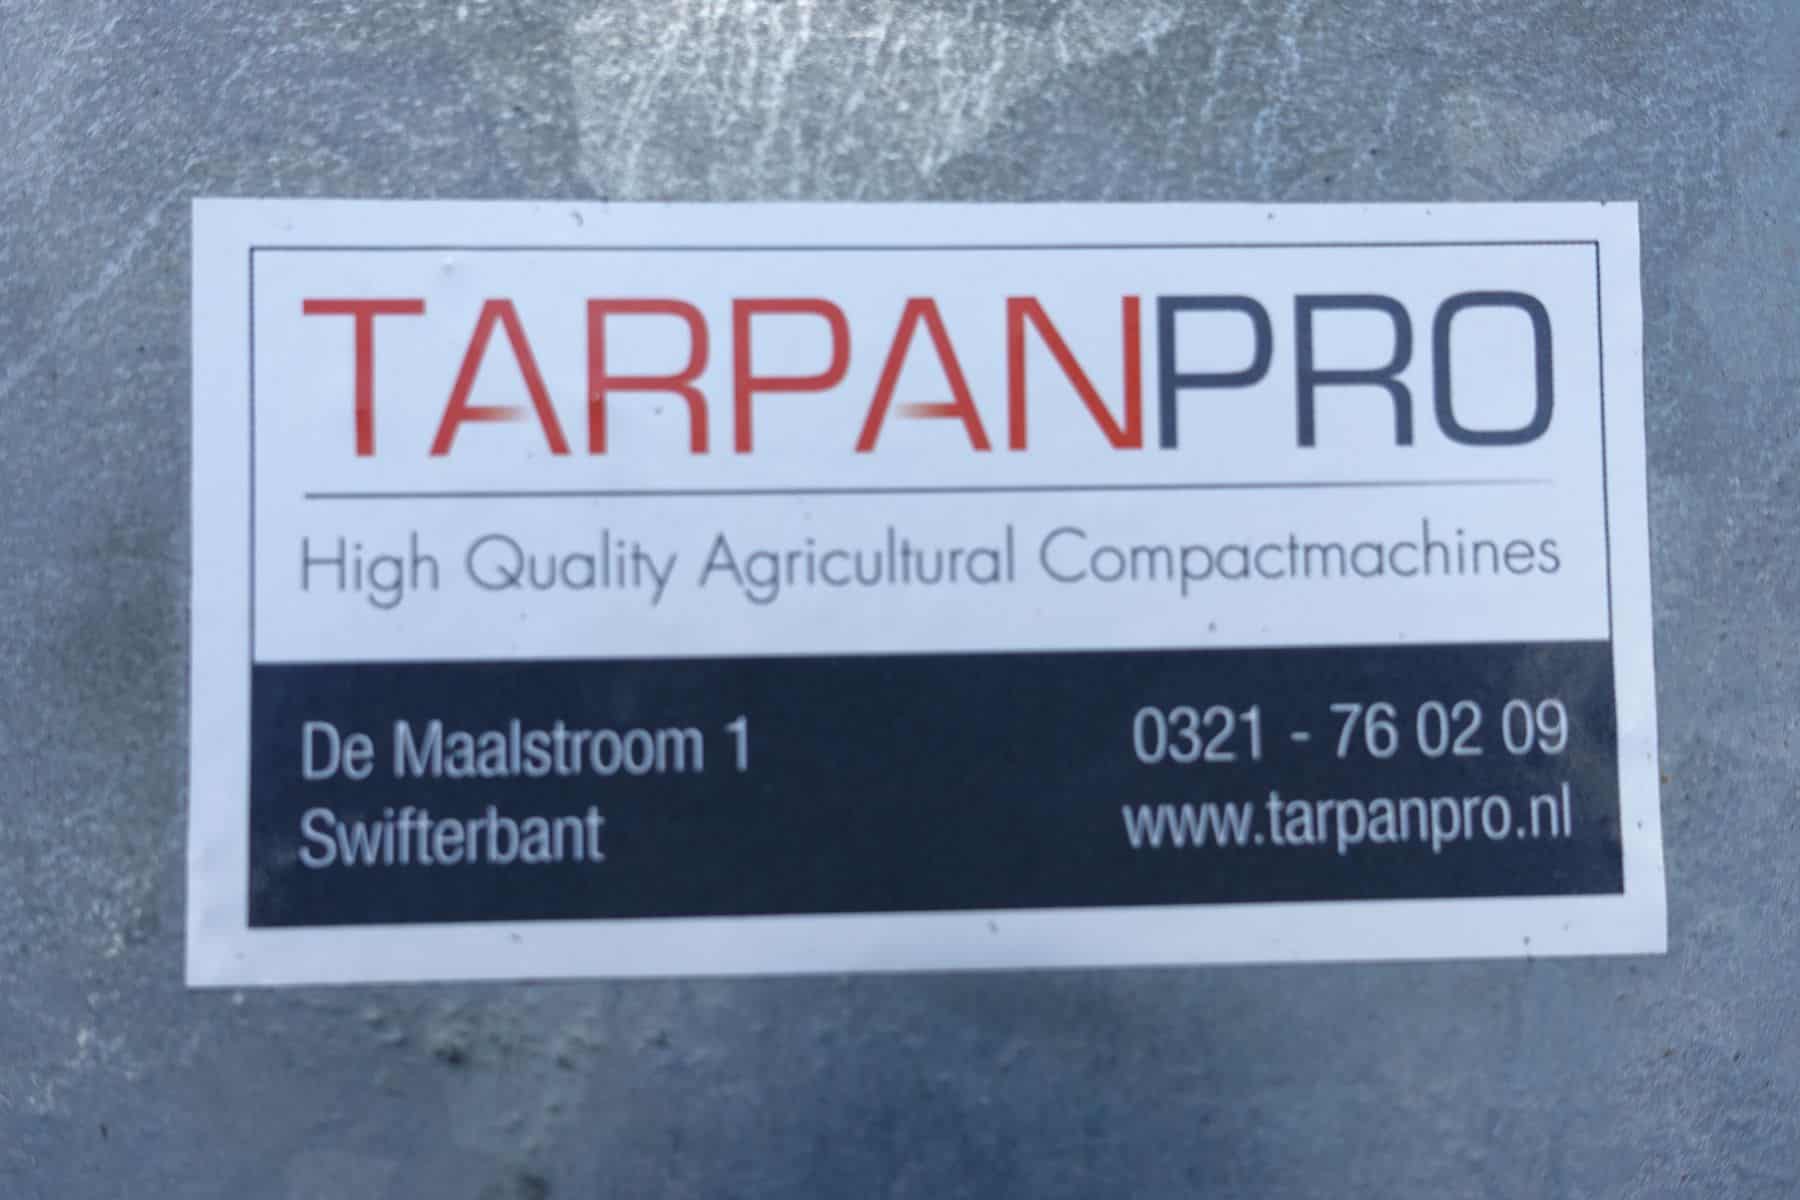 TARPANPRO
High Quality Agricultural Compactmachines
De Maalstroom 1
Swifterbant
0321 - 76 02 09
www.tarpanpro.nl